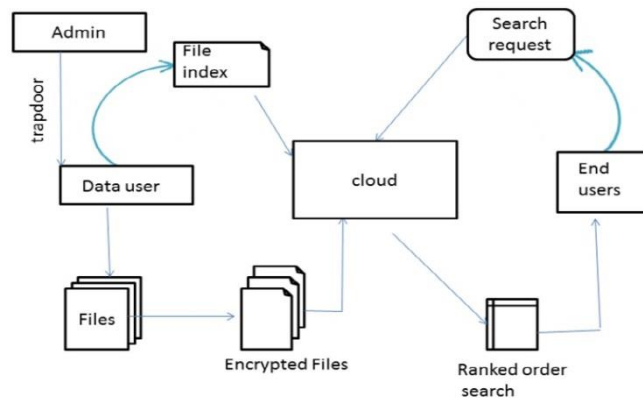 Admin
File
index
Search
request
trapdoor
Data user
cloud
End
users
Files
Encrypted Files
Ranked order
search